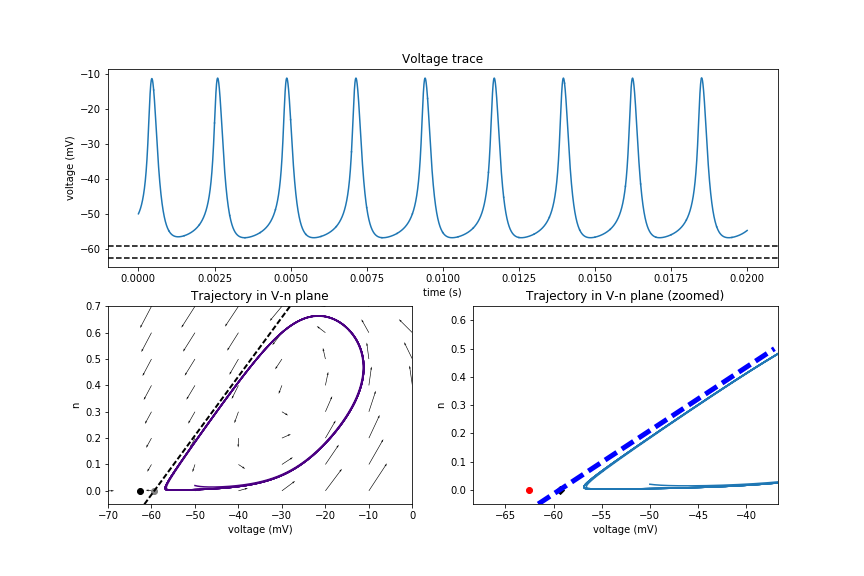 Voltage trace
−10
−20
−30
−40
−50
−60
voltage (mV)
0.0000 0.0025 0.0050 0.0075 0.0100 0.0125 0.0150 0.0175 0.0200
time (s)
Trajectory in V-n plane
0.7
0.6
0.5
0.4
0.3
0.2
0.1
0.0
n
−70 −60 −50 −40 −30 −20 −10 0
voltage (mV)
Trajectory in V-n plane (zoomed)
0.6
0.5
0.4
0.3
0.2
0.1
0.0
n
−65 −60 −55 −50 −45 −40
voltage (mV)